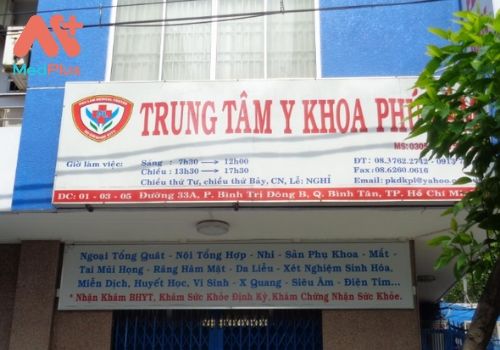 MedPlus
TRUNG TÂM Y KHOA
Giờ làm việc:
Sáng : 7h30 → 12h00
Chiều : 13h30 → 17h30
Chiều thứ Tư, chiều thứ Bảy, CN, Lễ: NGHỈ
ĐT : 08.3762.2742 - 0913
Fax: 08.6260.0616
Email: pkdkpl@yahoo
ĐC: 01 - 03 - 05 Đường 33A, P. Bình Trị Đông B, Q. Bình Tân, TP. Hồ Chí
Ngoại Tổng Quát - Nội Tổng Hợp - Nhi - Sản Phụ Khoa - Mắt -
Tai Mũi Họng - Răng Hàm Mặt - Da Liễu - Xét Nghiệm Sinh Hóa,
Miễn Dịch, Huyết Học, Vi Sinh - X Quang - Siêu Âm - Điện Tim...
* Nhận Khám BHYT, Khám Sức Khỏe Định Kỳ, Khám Chứng Nhận Sức Khỏe.